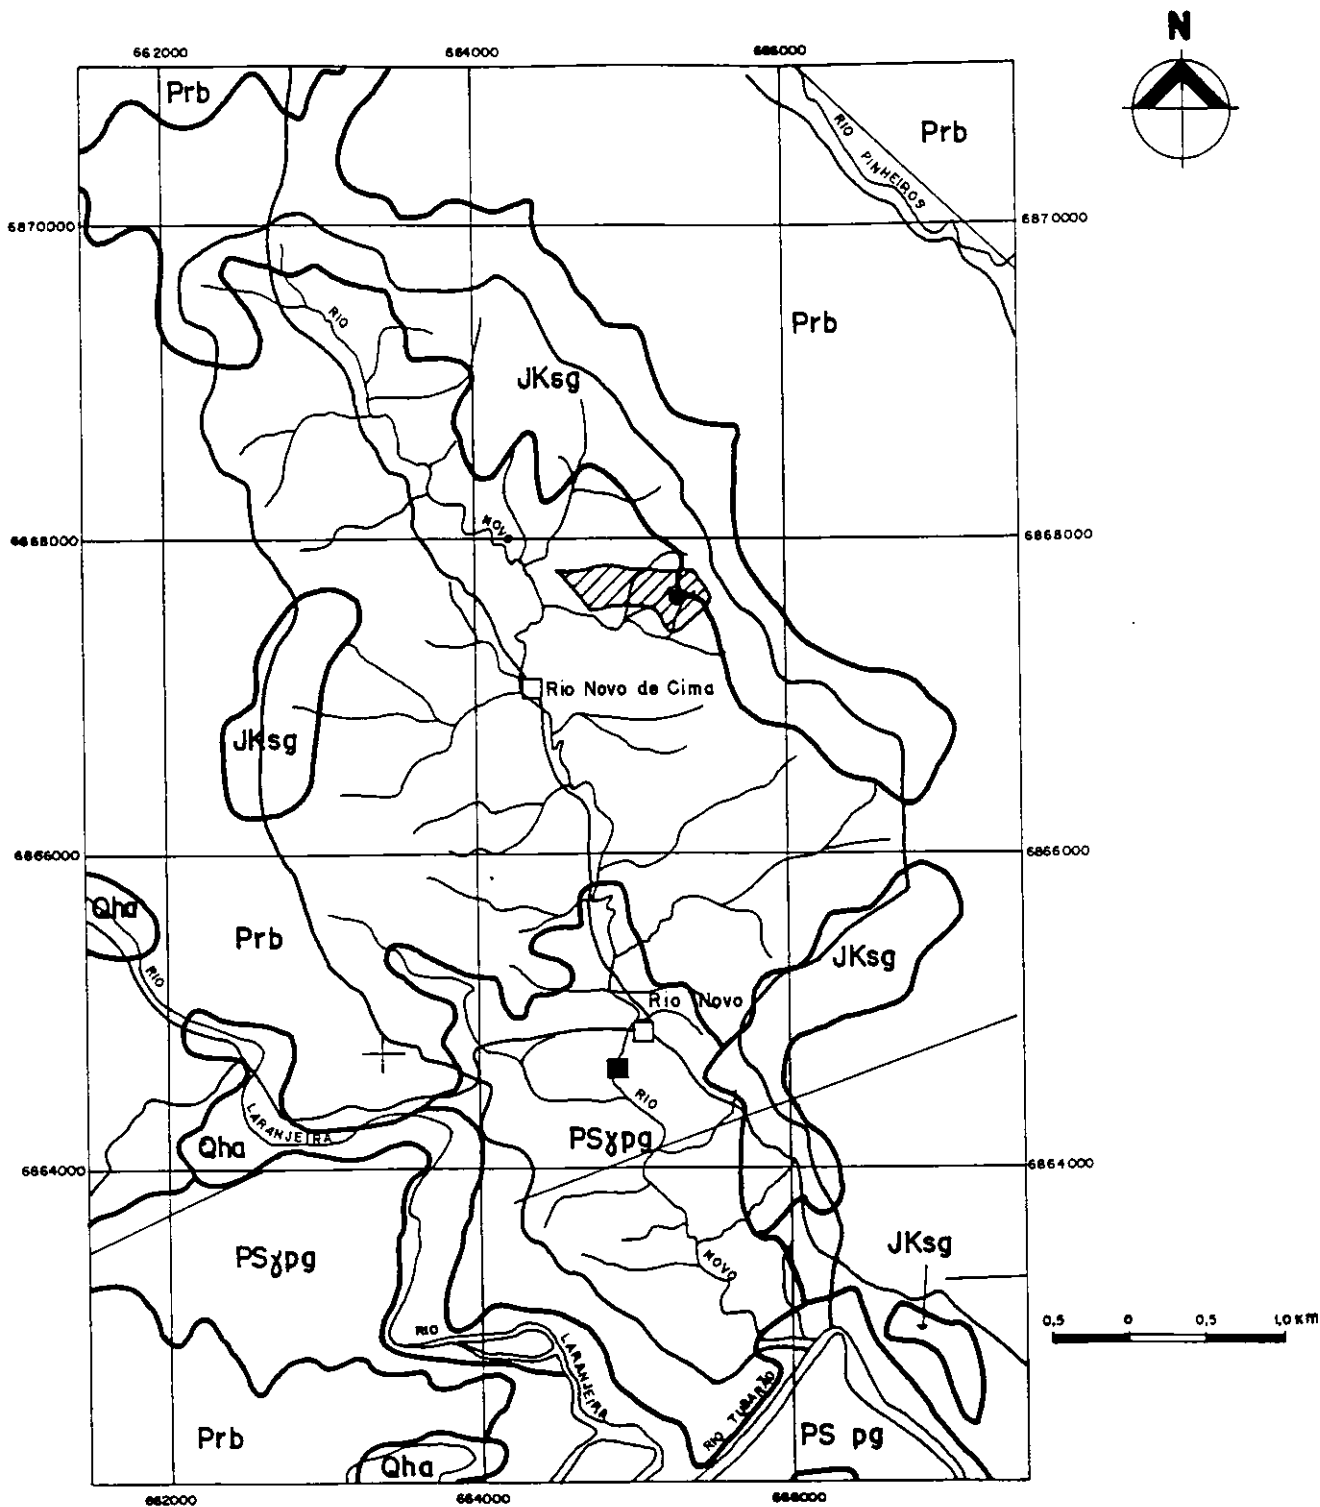 N
662000
664000
666000
Prb
Prb
RIO PINHEIROS
6870000
6870000
RIO
Prb
JKsg
NOVO
6868000
6868000
Rio Novo de Cima
JKsg
6866000
6866000
Qha
Prb
JKsg
RIO
Rio Novo
RIO
LARANJEIRA
Qha
PSɣpg
6864000
6864000
PSɣpg
JKsg
NOVO
RIO
LARANJEIRA
0,5 0 0,5 1,0 KM
RIO TUBARÃO
Prb
PS pg
Qha
662000
664000
666000